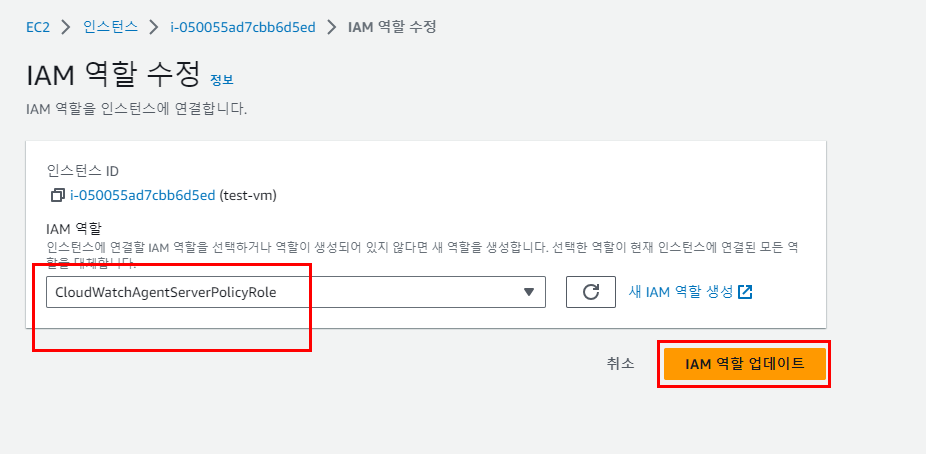 EC2 > 인스턴스 > i-050055ad7cbb6d5ed > IAM 역할 수정
IAM 역할 수정 정보
IAM 역할을 인스턴스에 연결합니다.
인스턴스 ID
i-050055ad7cbb6d5ed (test-vm)
IAM 역할
인스턴스에 연결할 IAM 역할을 선택하거나 역할이 생성되어 있지 않다면 새 역할을 생성합니다. 선택한 역할이 현재 인스턴스에 연결된 모든 역
할을 대체합니다.
CloudWatchAgentServerPolicyRole 새 IAM 역할 생성
취소 IAM 역할 업데이트